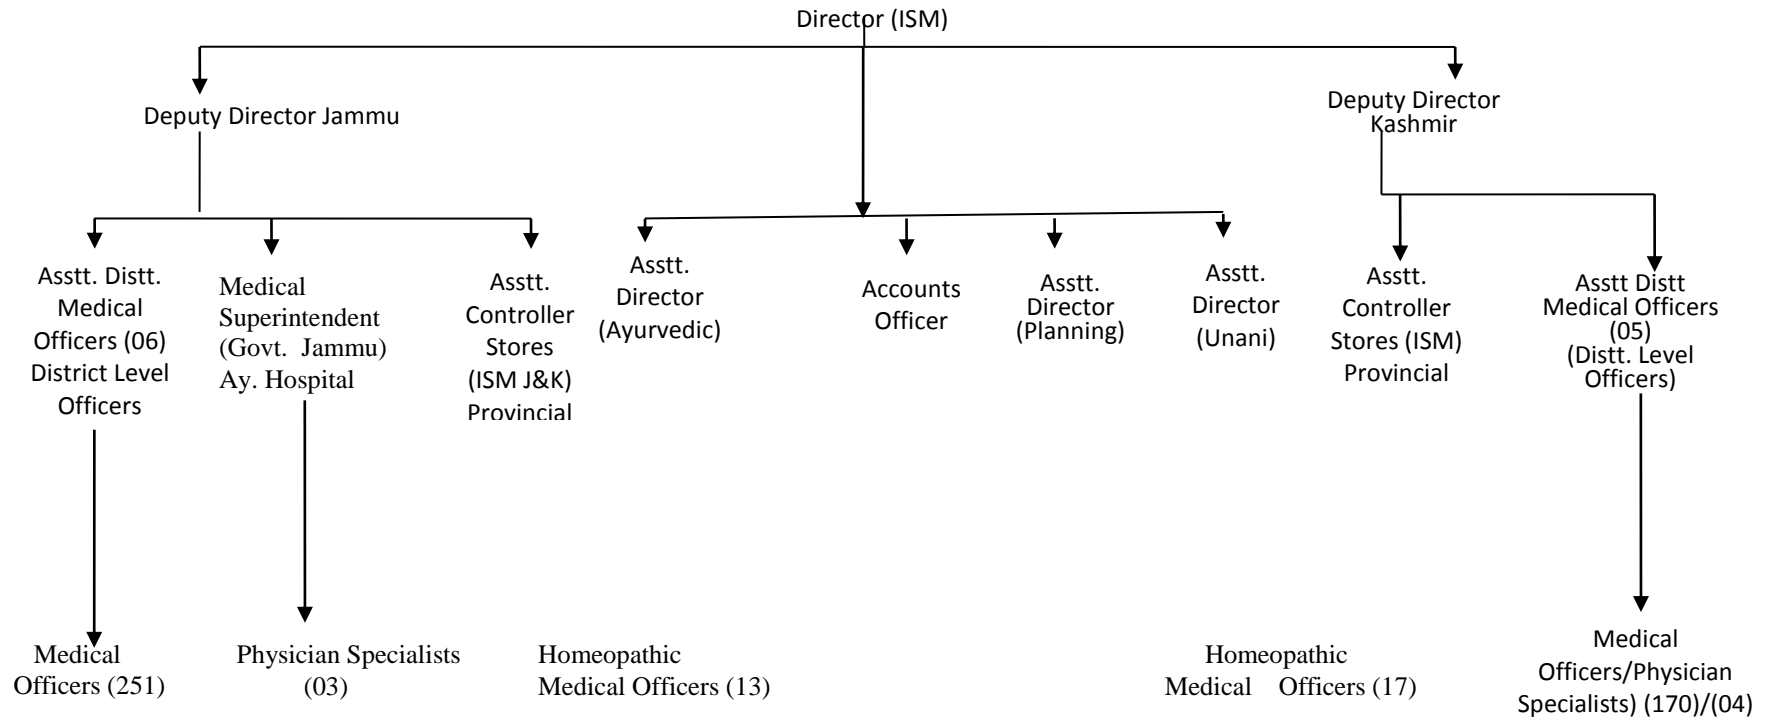 Director (ISM)
Deputy Director Jammu
Deputy Director
Kashmir
Asstt. Distt.
Medical
Officers (06)
District Level
Officers
Medical
Superintendent
(Govt. Jammu)
Ay. Hospital
Asstt.
Controller
Stores
(ISM J&K)
Provincial
Asstt.
Director
(Ayurvedic)
Accounts
Officer
Asstt.
Director
(Planning)
Asstt.
Director
(Unani)
Asstt.
Controller
Stores (ISM)
Provincial
Asstt Distt
Medical Officers
(05)
(Distt. Level
Officers)
Medical
Officers (251)
Physician Specialists
(03)
Homeopathic
Medical Officers (13)
Homeopathic
Medical Officers (17)
Medical
Officers/Physician
Specialists) (170)/(04)